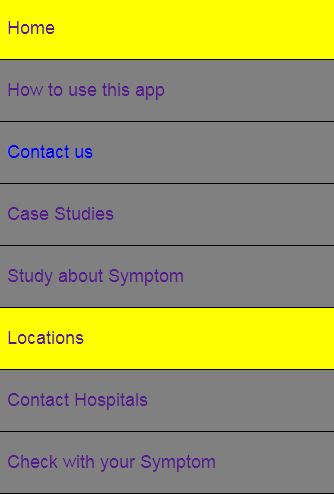 Home
How to use this app
Contact us
Case Studies
Study about Symptom
Locations
Contact Hospitals
Check with your Symptom